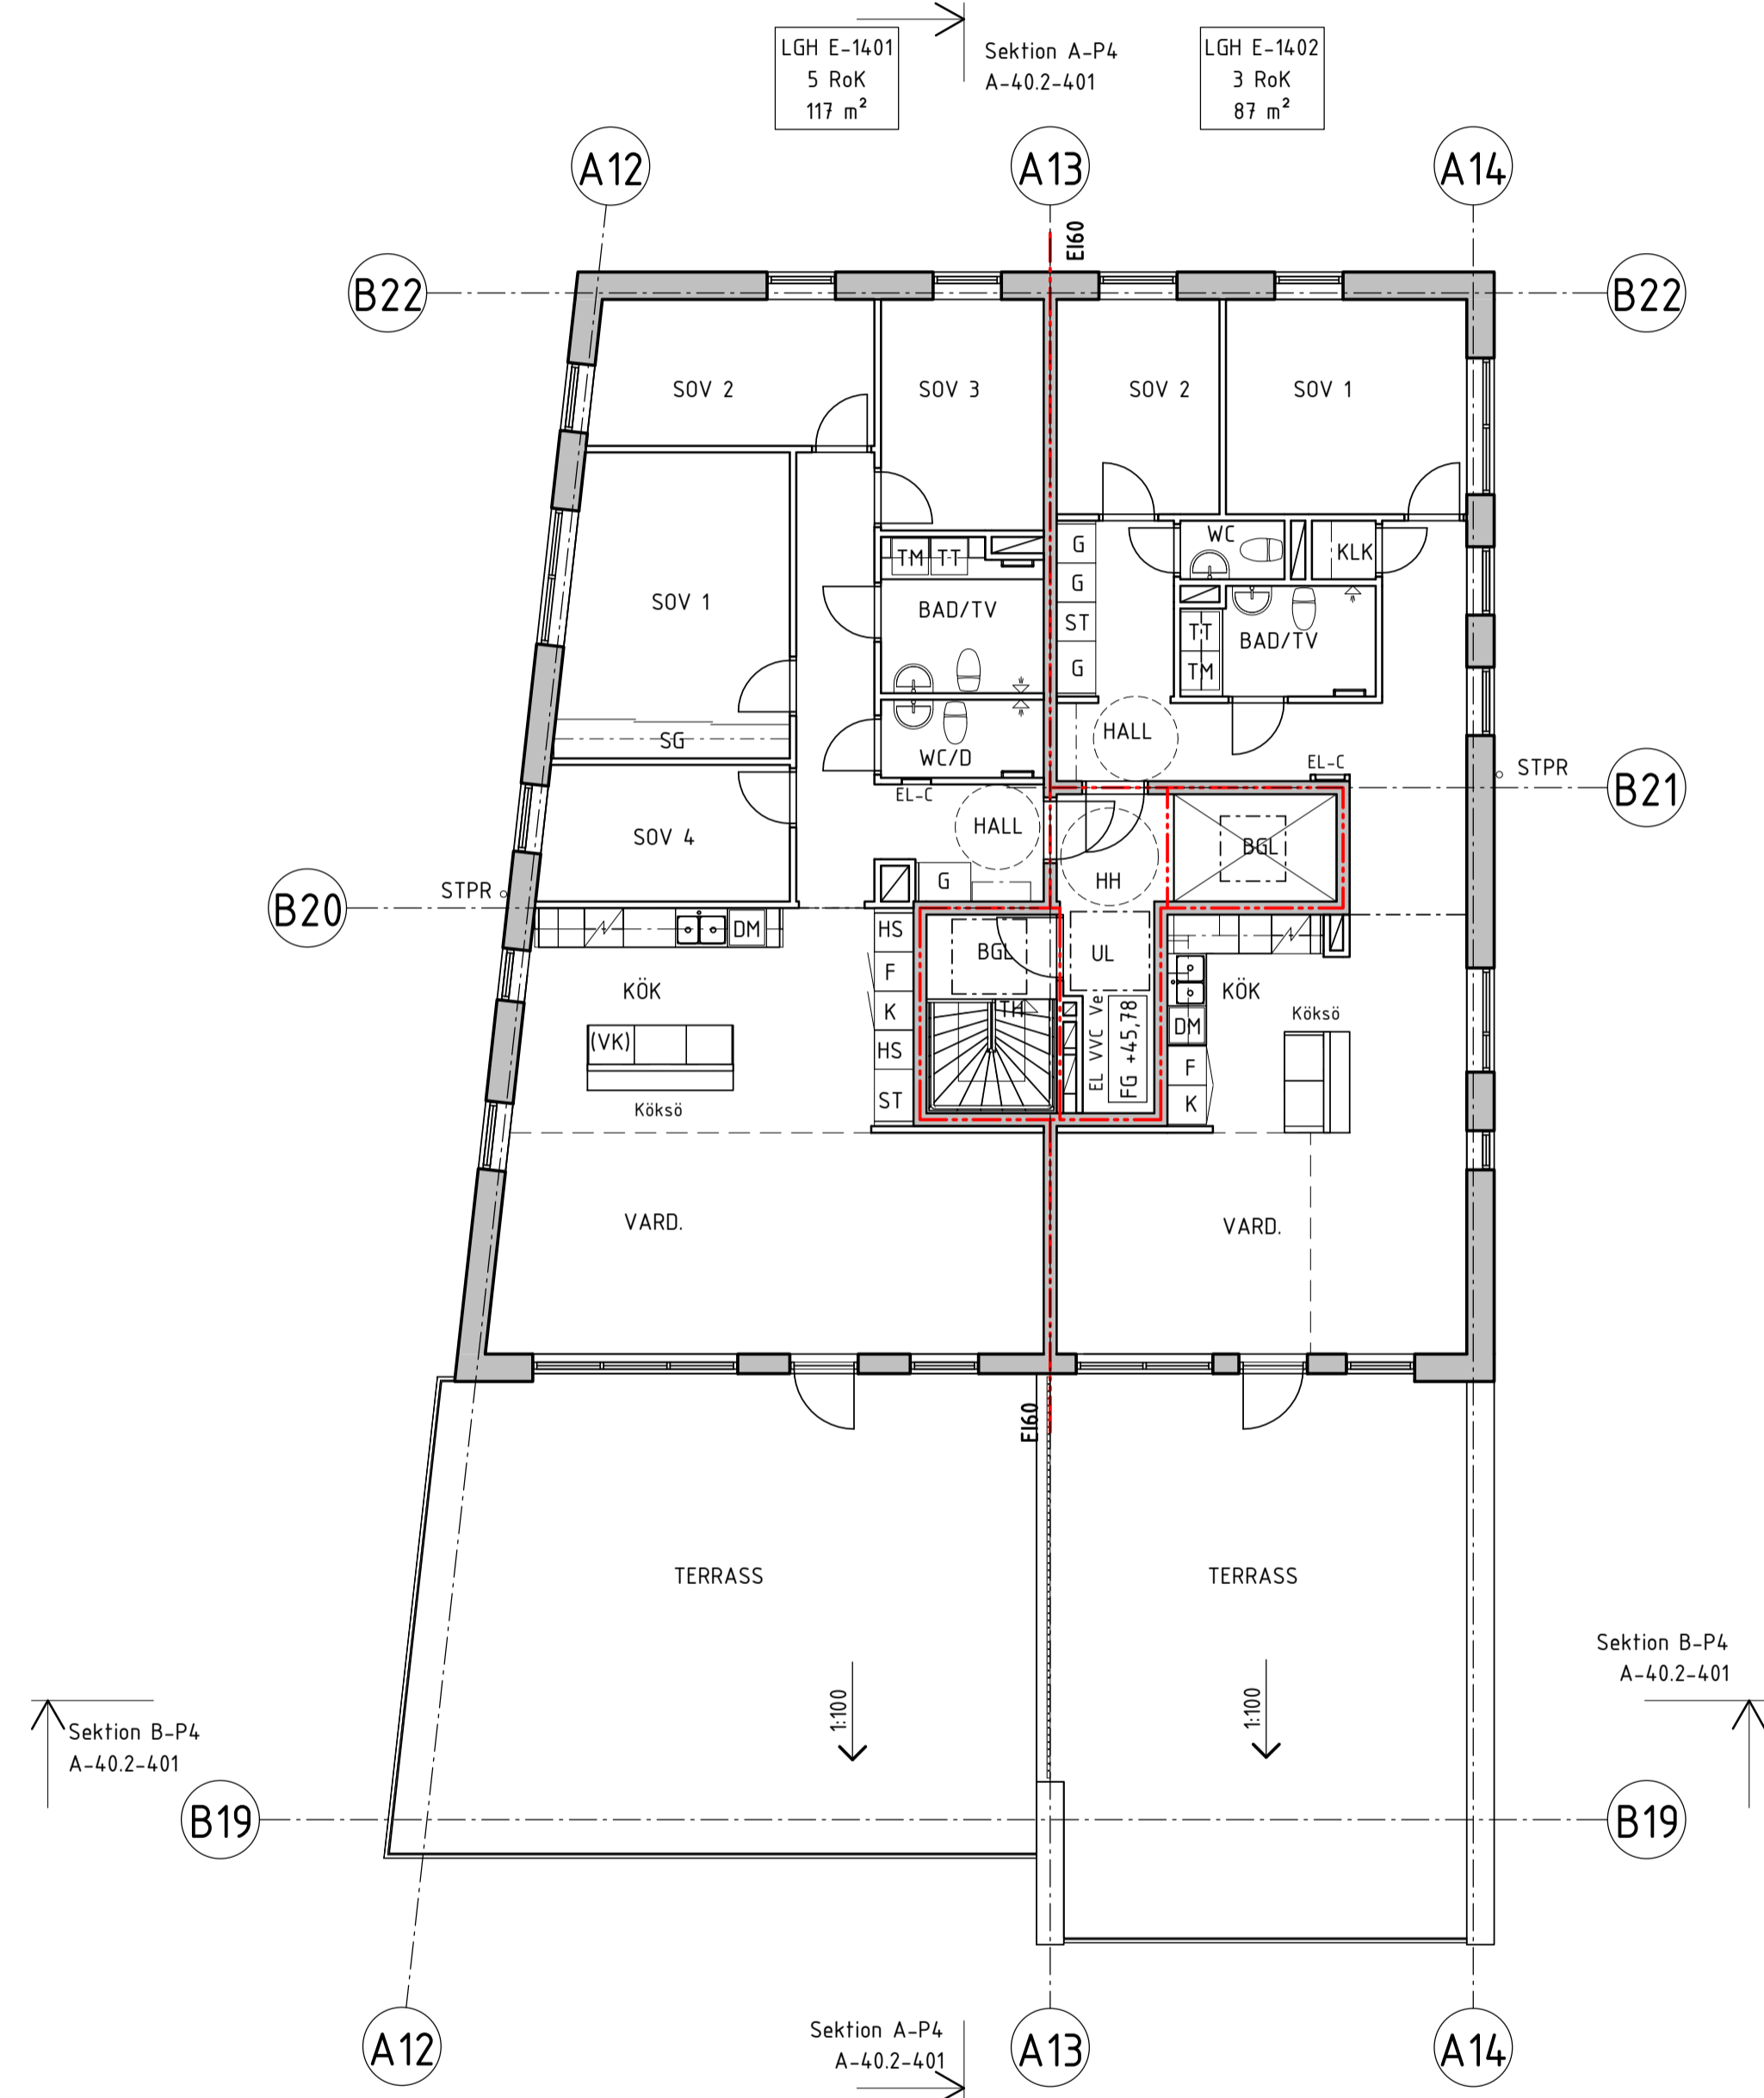 LGH E-1401
5 RoK
117 m²
Sektion A-P4
A-40.2-401
LGH E-1402
3 RoK
87 m²
A12
A13
A14
EI60
B22
B22
SOV 2
SOV 3
SOV 2
SOV 1
TM
TT
G
G
ST
G
WC
KLK
SOV 1
BAD/TV
TT
TM
BAD/TV
SG
WC/D
HALL
EL-C
EL-C
STPR
B21
HALL
SOV 4
BGL
HH
G
STPR
B20
DM
HS
F
K
HS
ST
BGL
UL
TH
EL VVC Ve
FG +45,78
KÖK
(VK)
Köksö
KÖK
DM
F
K
Köksö
VARD.
VARD.
EI60
TERRASS
TERRASS
1:100
1:100
Sektion B-P4
A-40.2-401
Sektion B-P4
A-40.2-401
B19
B19
Sektion A-P4
A-40.2-401
A12
A13
A14